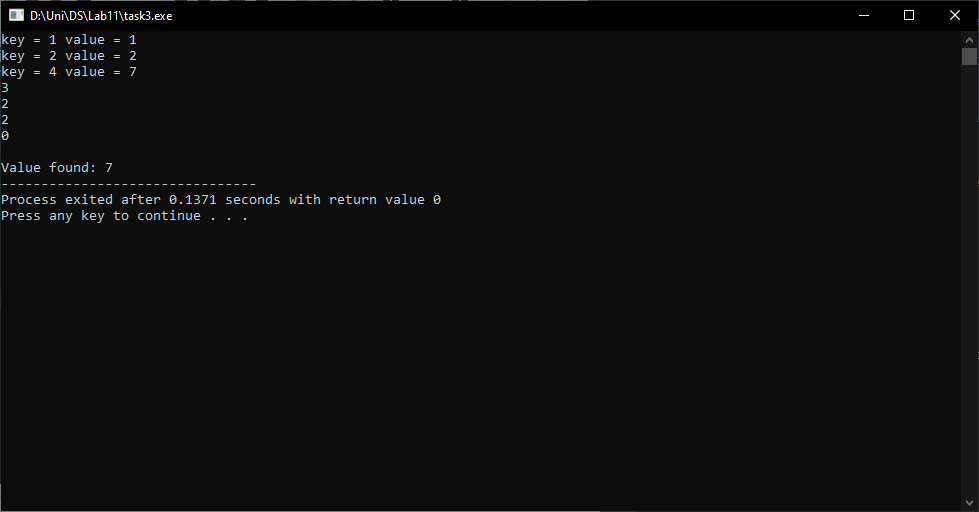 D:\Uni\DS\Lab11\task3.exe
key = 1 value = 1
key = 2 value = 2
key = 4 value = 7
3
2
2
0
Value found: 7
--------------------------------
Process exited after 0.1371 seconds with return value 0
Press any key to continue . . .